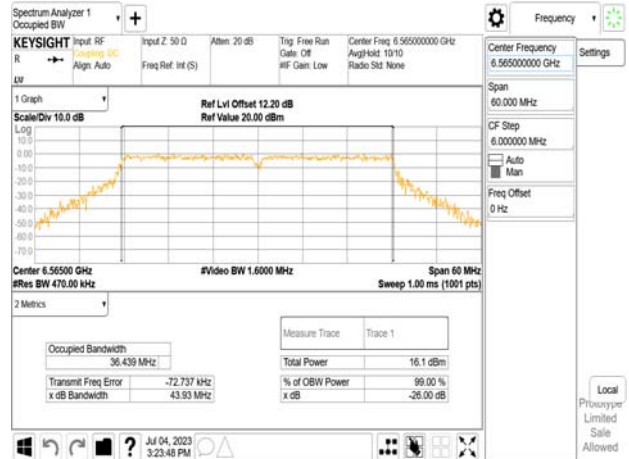 Spectrum Analyzer 1
Occupied BW
+
Frequency
KEYSIGHT
R
Input: RF
Coupling: DC
Align: Auto
Input Z: 50 Ω
Freq Ref: Int (S)
Atten: 20 dB
Trig: Free Run
Gate: Off
#IF Gain: Low
Center Freq: 6.565000000 GHz
Avg|Hold: 10/10
Radio Std: None
Center Frequency
6.565000000 GHz
Settings
Span
60.000 MHz
CF Step
6.000000 MHz
Auto
Man
Freq Offset
0 Hz
1 Graph
Scale/Div 10.0 dB
Ref Lvl Offset 12.20 dB
Ref Value 20.00 dBm
Log
10.0
0.00
-10.0
-20.0
-30.0
-40.0
-50.0
-60.0
-70.0
Center 6.56500 GHz
#Res BW 470.00 kHz
#Video BW 1.6000 MHz
Span 60 MHz
Sweep 1.00 ms (1001 pts)
2 Metrics
Measure Trace
Trace 1
Occupied Bandwidth
36.439 MHz
Total Power
16.1 dBm
Transmit Freq Error
-72.737 kHz
% of OBW Power
99.00 %
x dB Bandwidth
43.93 MHz
x dB
-26.00 dB
Local
Prototype
Limited
Sale
Allowed
?
Jul 04, 2023
3:23:48 PM